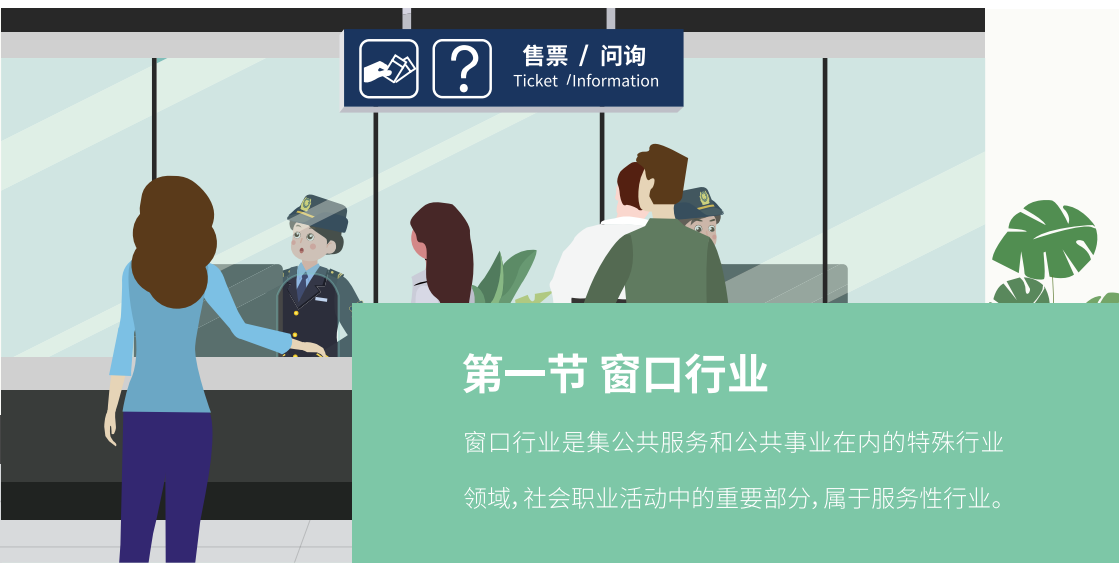 售票 / 问询
Ticket /Information
第一节 窗口行业
窗口行业是集公共服务和公共事业在内的特殊行业
领域,社会职业活动中的重要部分,属于服务性行业。